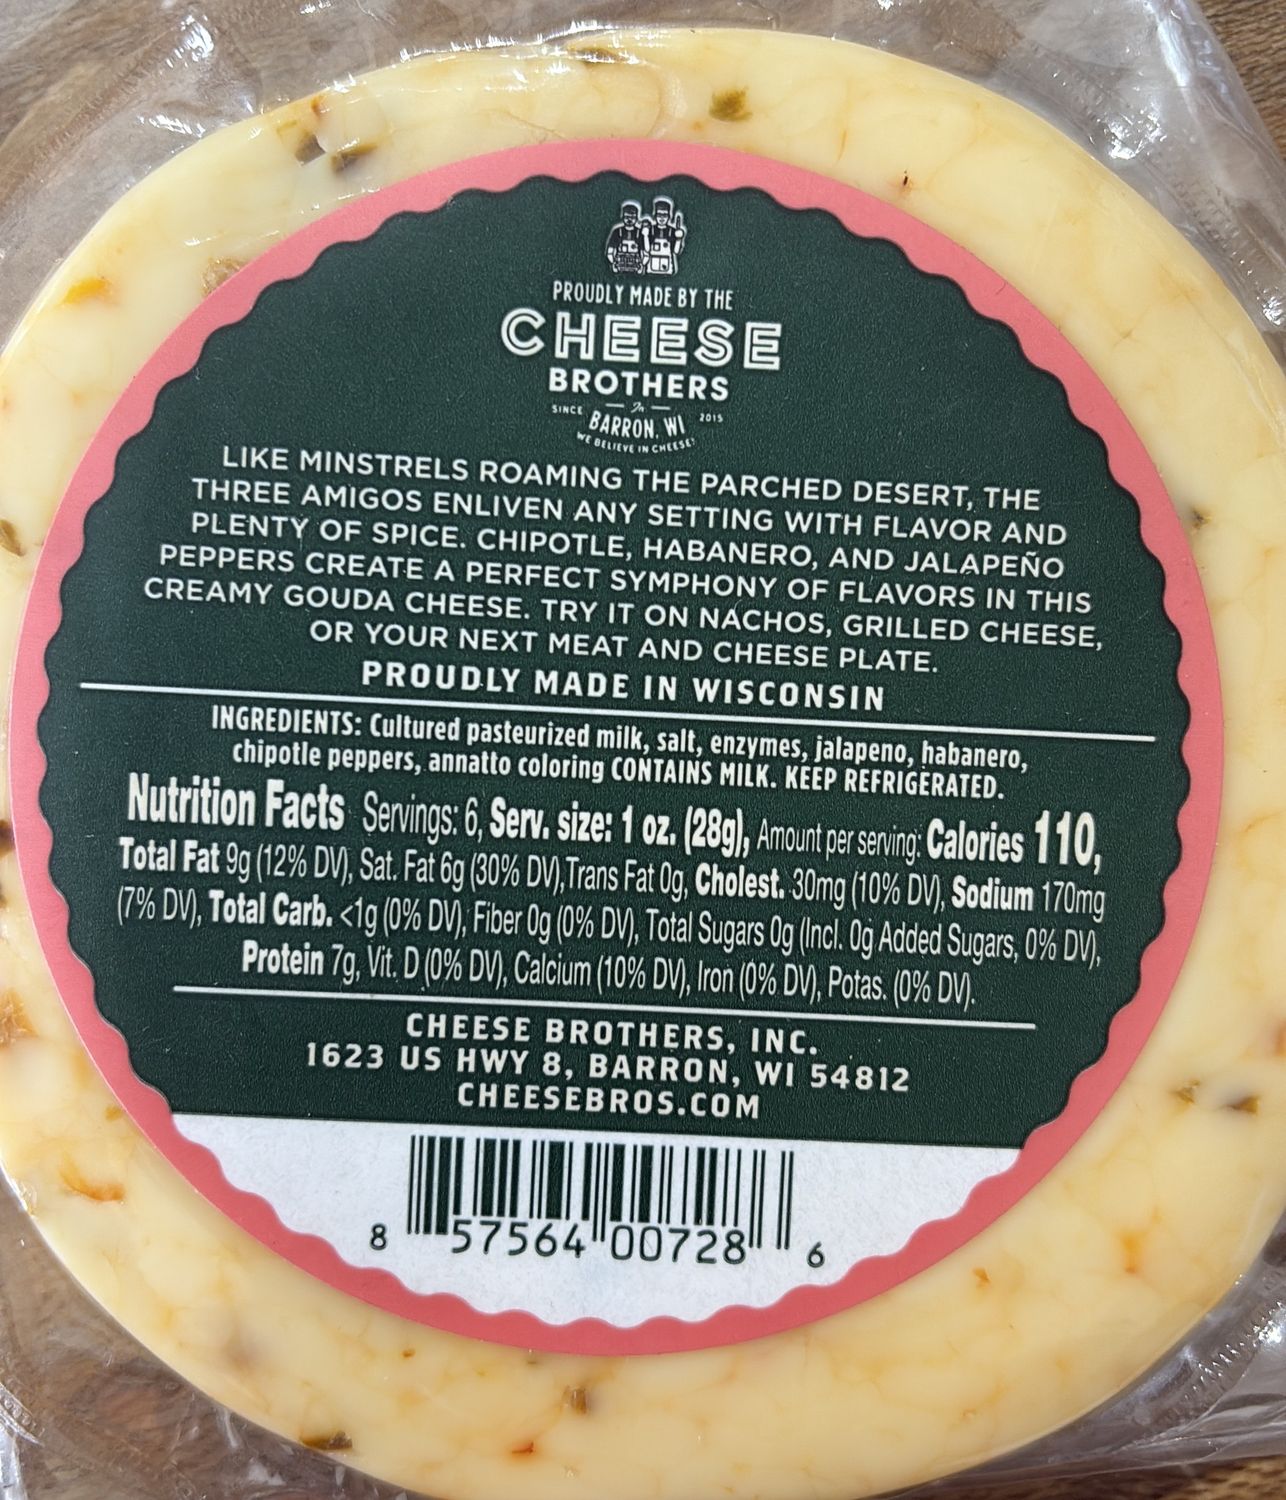 PROUDLY MADE BY THE
CHEESE
BROTHERS
SINCE In 2015
BARRON, WI
WE BELIEVE IN CHEESE!
LIKE MINSTRELS ROAMING THE PARCHED DESERT, THE
THREE AMIGOS ENLIVEN ANY SETTING WITH FLAVOR AND
PLENTY OF SPICE. CHIPOTLE, HABANERO, AND JALAPEÑO
PEPPERS CREATE A PERFECT SYMPHONY OF FLAVORS IN THIS
CREAMY GOUDA CHEESE. TRY IT ON NACHOS, GRILLED CHEESE,
OR YOUR NEXT MEAT AND CHEESE PLATE.
PROUDLY MADE IN WISCONSIN
INGREDIENTS: Cultured pasteurized milk, salt, enzymes, jalapeno, habanero,
chipotle peppers, annatto coloring CONTAINS MILK. KEEP REFRIGERATED.
Nutrition Facts Servings: 6, Serv. size: 1 oz. (28g), Amount per serving: Calories 110,
Total Fat 9g (12% DV), Sat. Fat 6g (30% DV),Trans Fat 0g, Cholest. 30mg (10% DV), Sodium 170mg
(7% DV), Total Carb. <1g (0% DV), Fiber 0g (0% DV), Total Sugars 0g (Incl. 0g Added Sugars, 0% DV),
Protein 7g, Vit. D (0% DV), Calcium (10% DV), Iron (0% DV), Potas. (0% DV).
CHEESE BROTHERS, INC.
1623 US HWY 8, BARRON, WI 54812
CHEESEBROS.COM
8 57564 00728 6